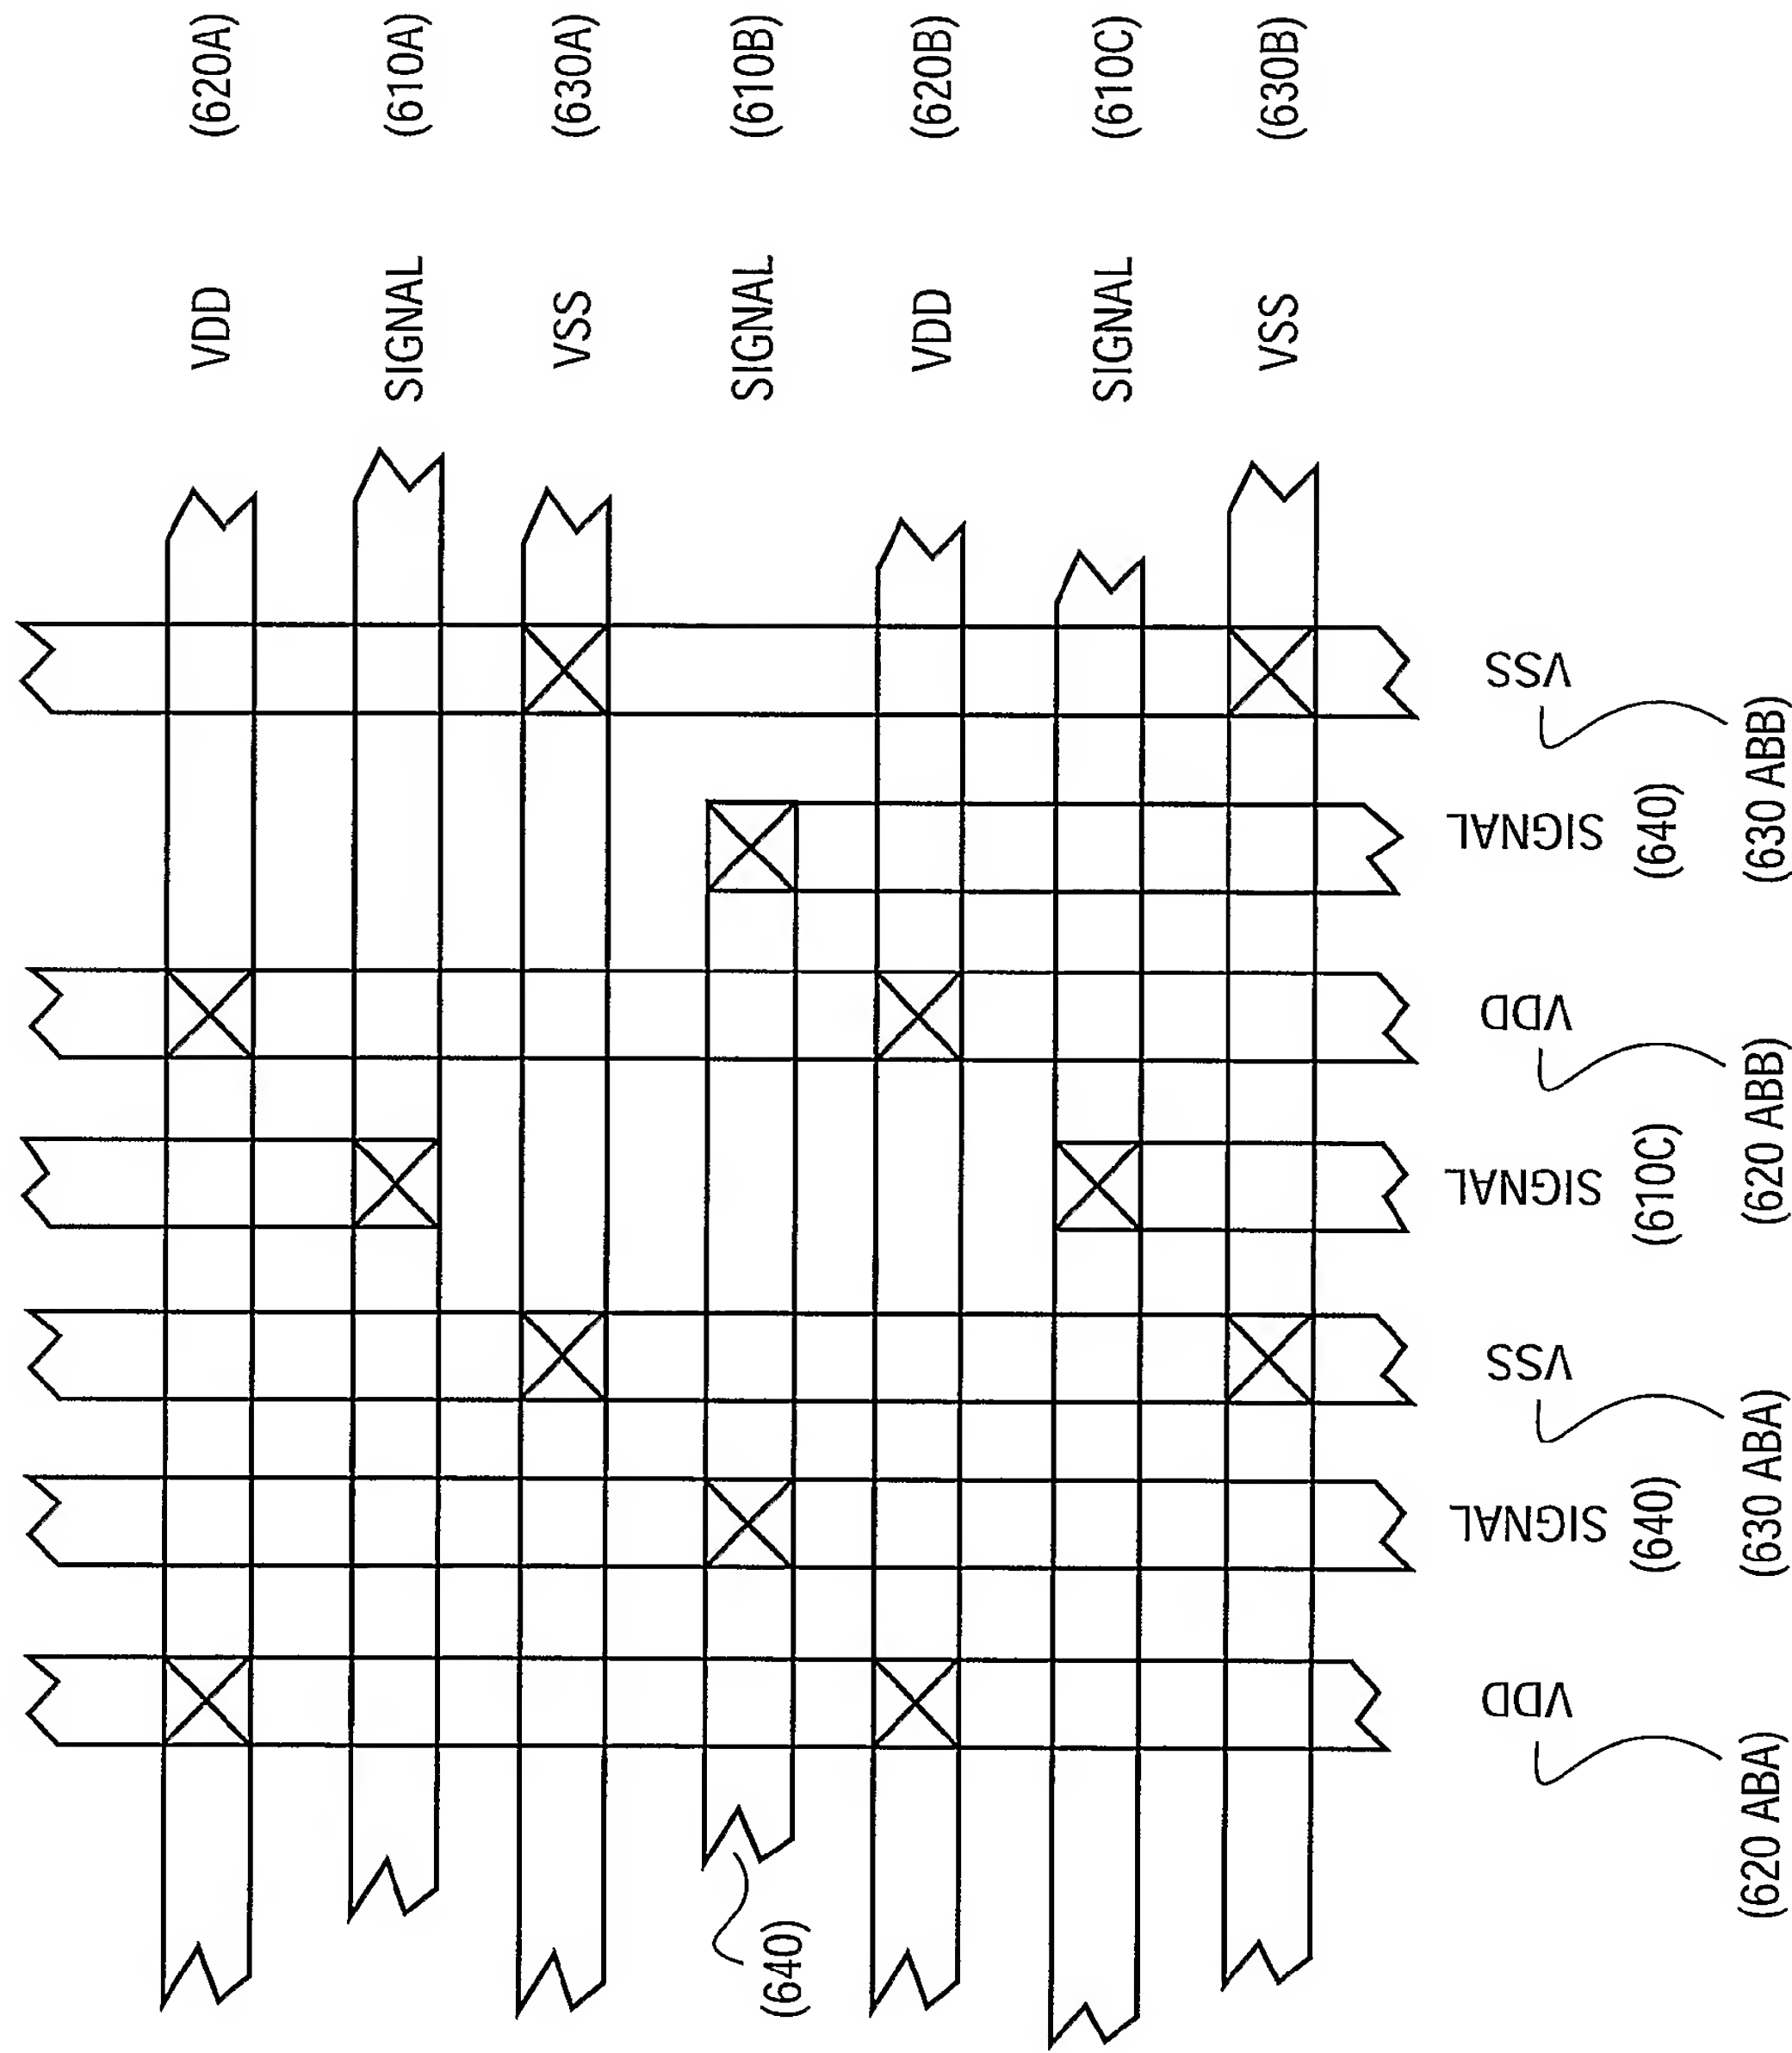 (620A)
(610A)
(630A)
(610B)
(620B)
(610C)
(630B)
VDD
SIGNAL
VSS
SIGNAL
VDD
SIGNAL
VSS
VSS
(630 ABB)
SIGNAL
(640)
VDD
(620 ABB)
SIGNAL
(610C)
VSS
(630 ABA)
SIGNAL
(640)
VDD
(620 ABA)
(640)